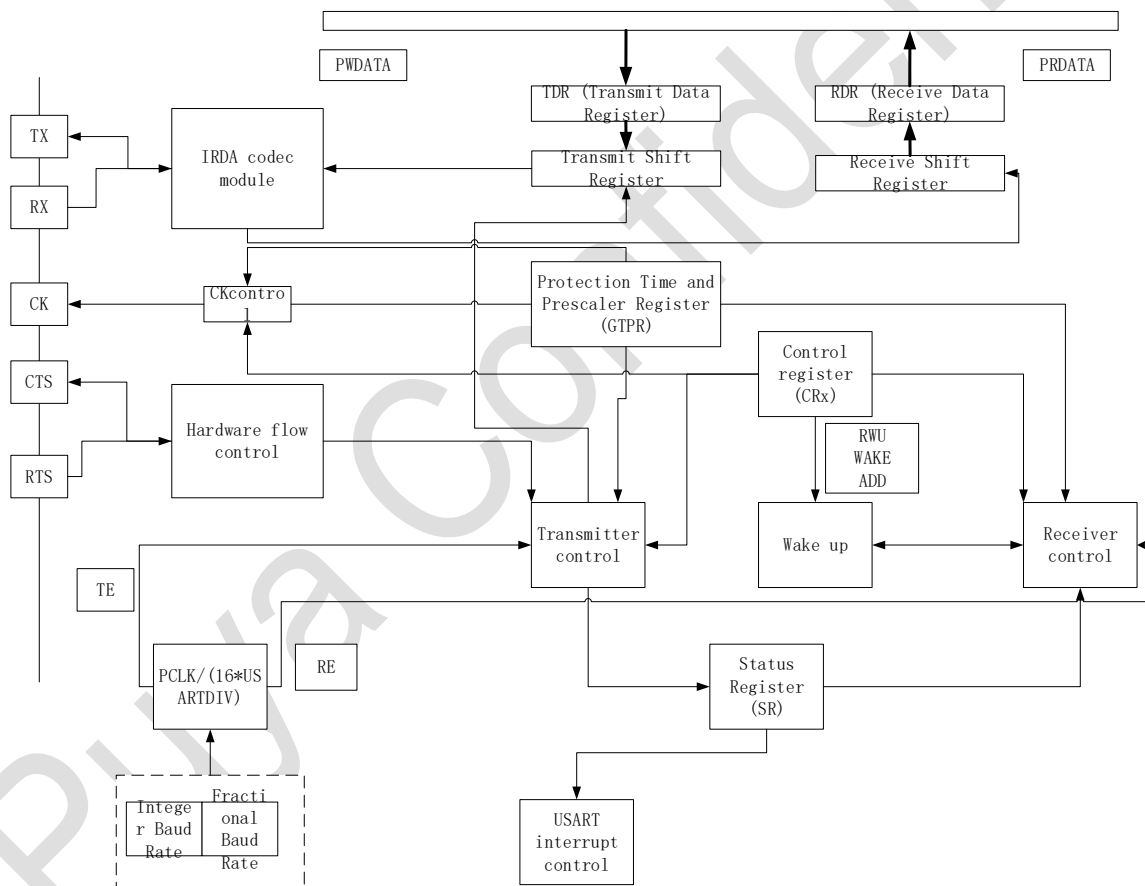 PWDATA
PRDATA
TDR (Transmit Data
Register)
RDR (Receive Data
Register)
TX
IRDA codec
module
Transmit Shift
Register
Receive Shift
Register
RX
Protection Time and
Prescaler Register
(GTPR)
CK
CKcontro
l
Control
register
(CRx)
CTS
Hardware flow
control
RWU
WAKE
ADD
RTS
Transmitter
control
Wake up
Receiver
control
TE
RE
PCLK/(16*US
ARTDIV)
Status
Register
(SR)
Intege
r Baud
Rate
Fracti
onal
Baud
Rate
USART
interrupt
control
Puya Confiden